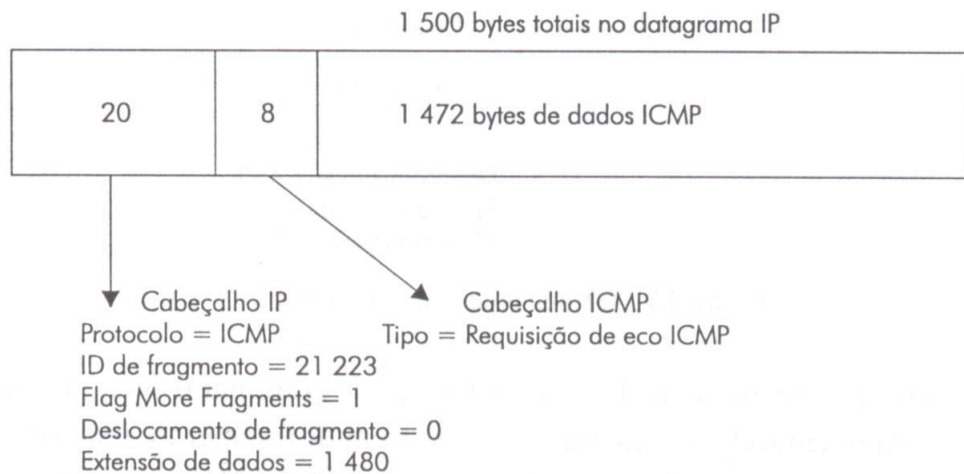 1 500 bytes totais no datagrama IP
20
8
1 472 bytes de dados ICMP
Cabeçalho IP
Protocolo = ICMP
ID de fragmento = 21 223
Flag More Fragments = 1
Deslocamento de fragmento = 0
Extensão de dados = 1 480
Cabeçalho ICMP
Tipo = Requisição de eco ICMP